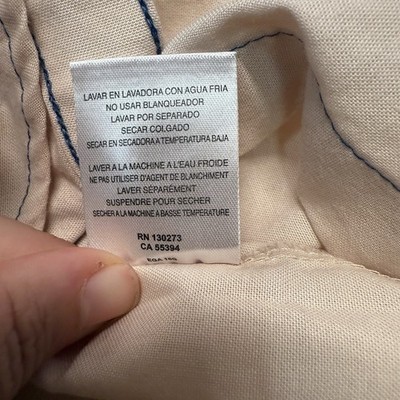 LAVAR EN LAVADORA CON AGUA FRIA
NO USAR BLANQUEADOR
LAVAR POR SEPARADO
SECAR COLGADO
SECAR EN SECADORA A TEMPERATURA BAJA
LAVER A LA MACHINE A L'EAU FROIDE
NE PAS UTILISER D'AGENT DE BLANCHIMENT
LAVER SÉPARÉMENT
SUSPENDRE POUR SECHER
SECHER A LA MACHINE A BASSE TEMPERATURE
RN 130273
CA 55394